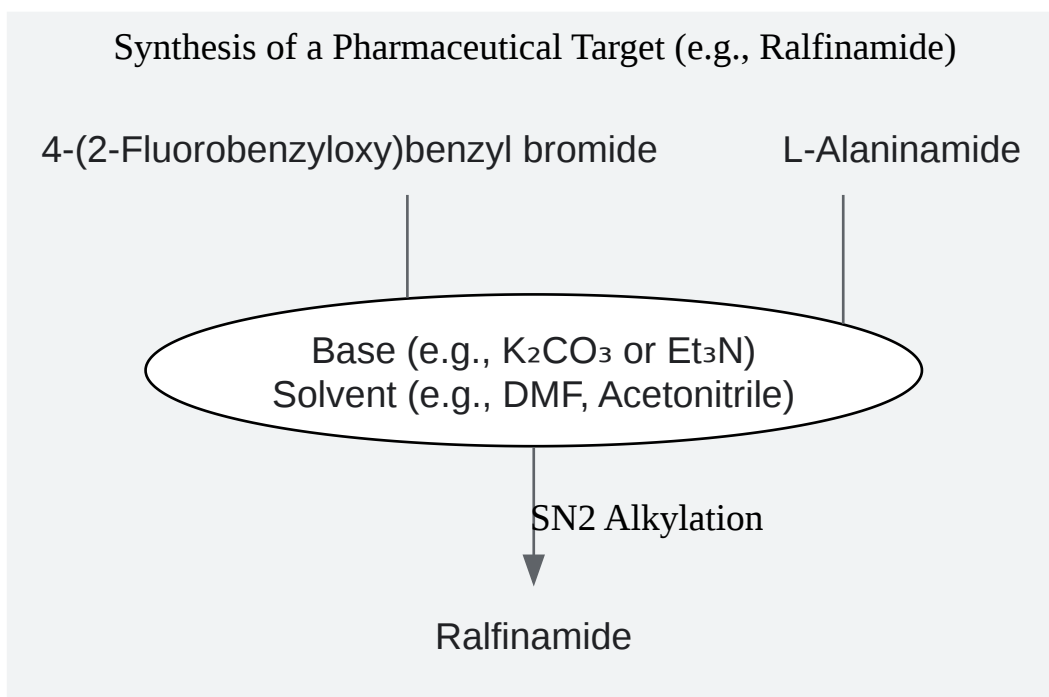 Synthesis of a Pharmaceutical Target (e.g., Ralfinamide)
4-(2-Fluorobenzyloxy)benzyl bromide
L-Alaninamide
Base (e.g., K₂CO₃ or Et₃N)
Solvent (e.g., DMF, Acetonitrile)
SN2 Alkylation
Ralfinamide